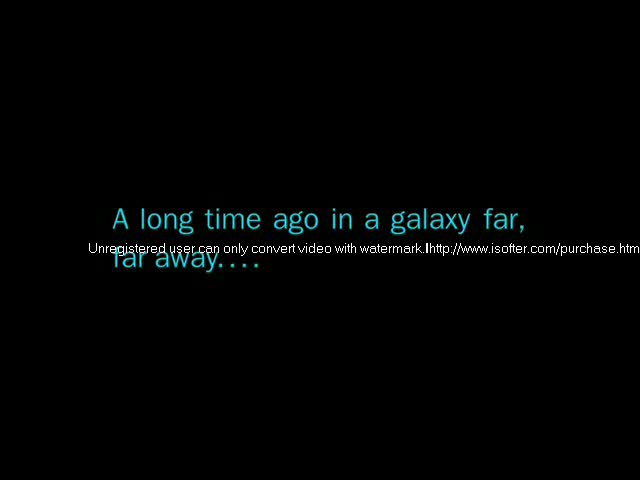 A long time ago in a galaxy far,
Unregistered user can only convert video with watermark.http://www.isofter.com/purchase.htm
far away....